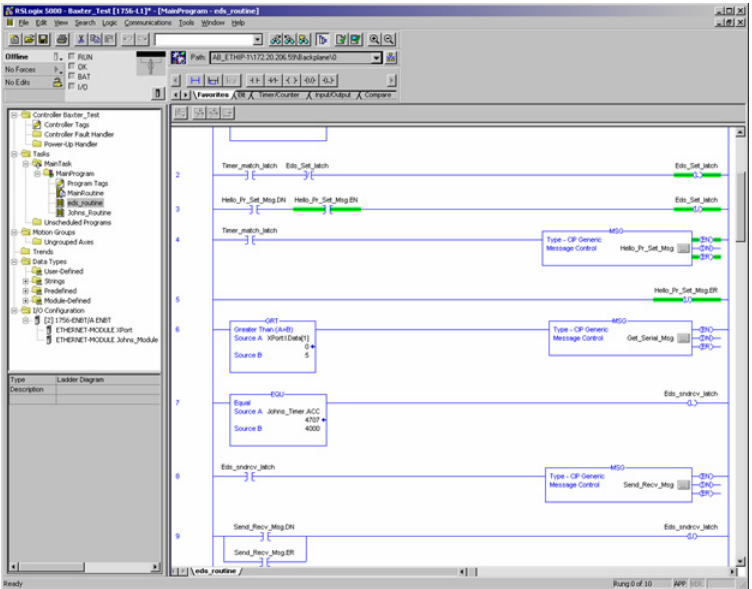 RSLogix 5000 - Baxter_Test [1756-L1]* - [MainProgram - eds_routine]
File Edit View Search Logic Communications Tools Window Help
Offline
RUN
Path: AB_ETHIP-1\172.20.206.59\Backplane\0
No Forces
OK
No Edits
BAT
I/O
Favorites Bit Timer/Counter Input/Output Compare
Controller Baxter_Test
Controller Tags
Controller Fault Handler
Power-Up Handler
Tasks
MainTask
MainProgram
Program Tags
MainRoutine
eds_routine
Johns_Routine
Unscheduled Programs
Motion Groups
Ungrouped Axes
Trends
Data Types
User-Defined
Strings
Predefined
Module-Defined
I/O Configuration
[2] 1756-ENBT/A ENBT
ETHERNET-MODULE XPort
ETHERNET-MODULE Johns_Module
Type Ladder Diagram
Description
2
Timer_match_latch Eds_Set_latch Eds_Set_latch
L
3
Hello_Pr_Set_Msg.DN Hello_Pr_Set_Msg.EN Eds_Set_latch
U
4
Timer_match_latch
MSG
Type - CIP Generic
Message Control Hello_Pr_Set_Msg ...
EN
DN
ER
5
Hello_Pr_Set_Msg.ER
U
6
GRT
Greater Than (A>B)
Source A XPort:I.Data[1]
0
Source B 5
MSG
Type - CIP Generic
Message Control Get_Serial_Msg ...
EN
DN
ER
7
EQU
Equal
Source A Johns_Timer.ACC
4707
Source B 4000
Eds_sndrcv_latch
L
8
Eds_sndrcv_latch
MSG
Type - CIP Generic
Message Control Send_Recv_Msg ...
EN
DN
ER
9
Send_Recv_Msg.DN Eds_sndrcv_latch
U
Send_Recv_Msg.ER
eds_routine
Ready
Rung 0 of 10 APP VER